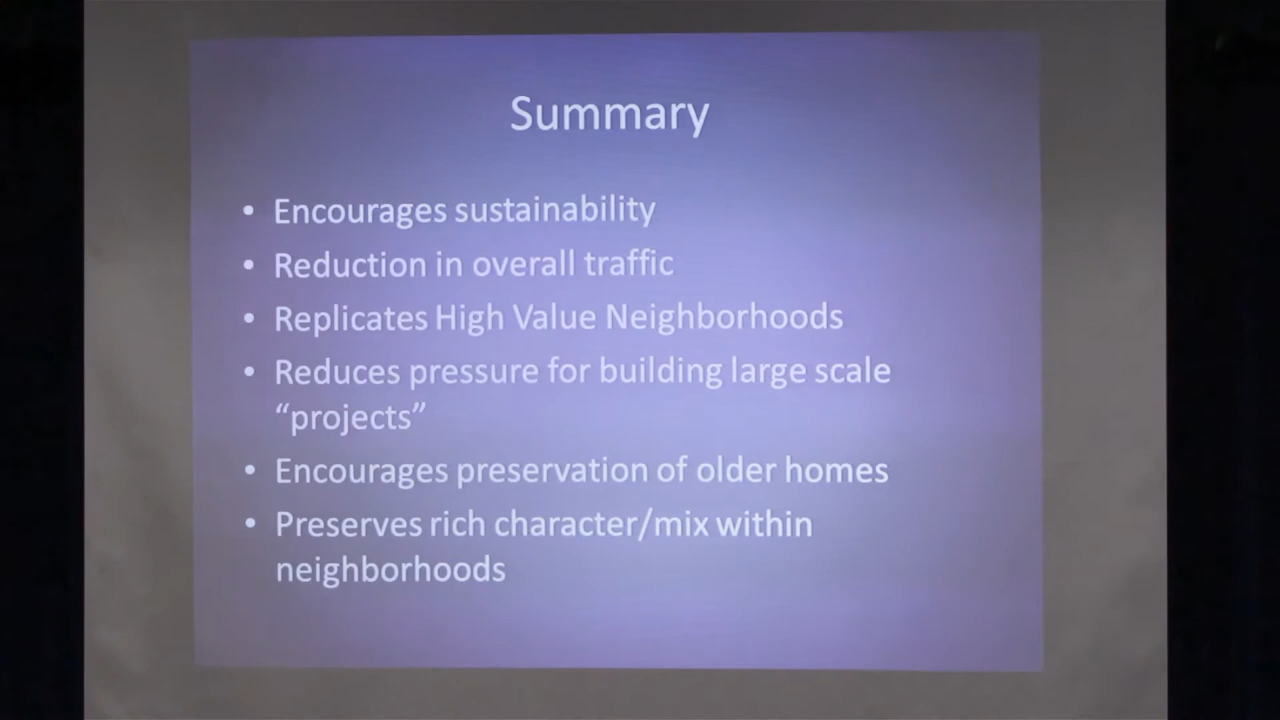 Summary
• Encourages sustainability
• Reduction in overall traffic
• Replicates High Value Neighborhoods
• Reduces pressure for building large scale
“projects”
• Encourages preservation of older homes
• Preserves rich character/mix within
neighborhoods